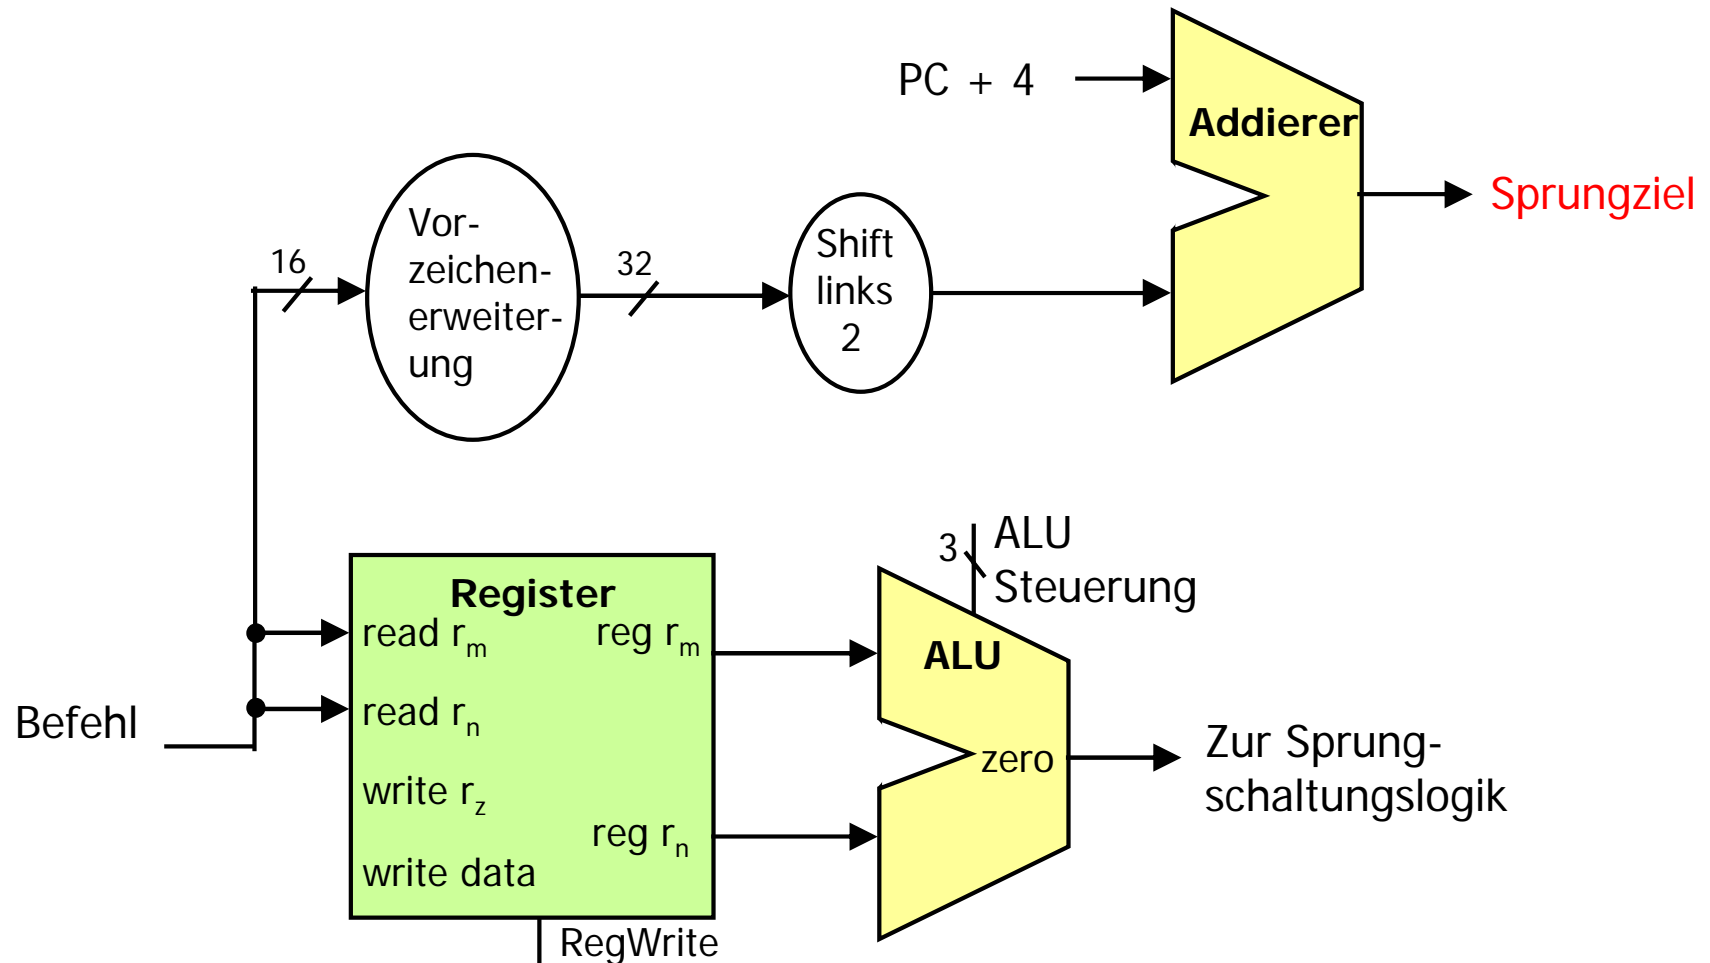 PC + 4
Addierer
Sprungziel
Vor-
zeichen-
erweiter-
ung
16
32
Shift
links
2
3
ALU
Steuerung
Register
read rm
reg rm
read rn
write rz
reg rn
write data
RegWrite
ALU
zero
Befehl
Zur Sprung-
schaltungslogik